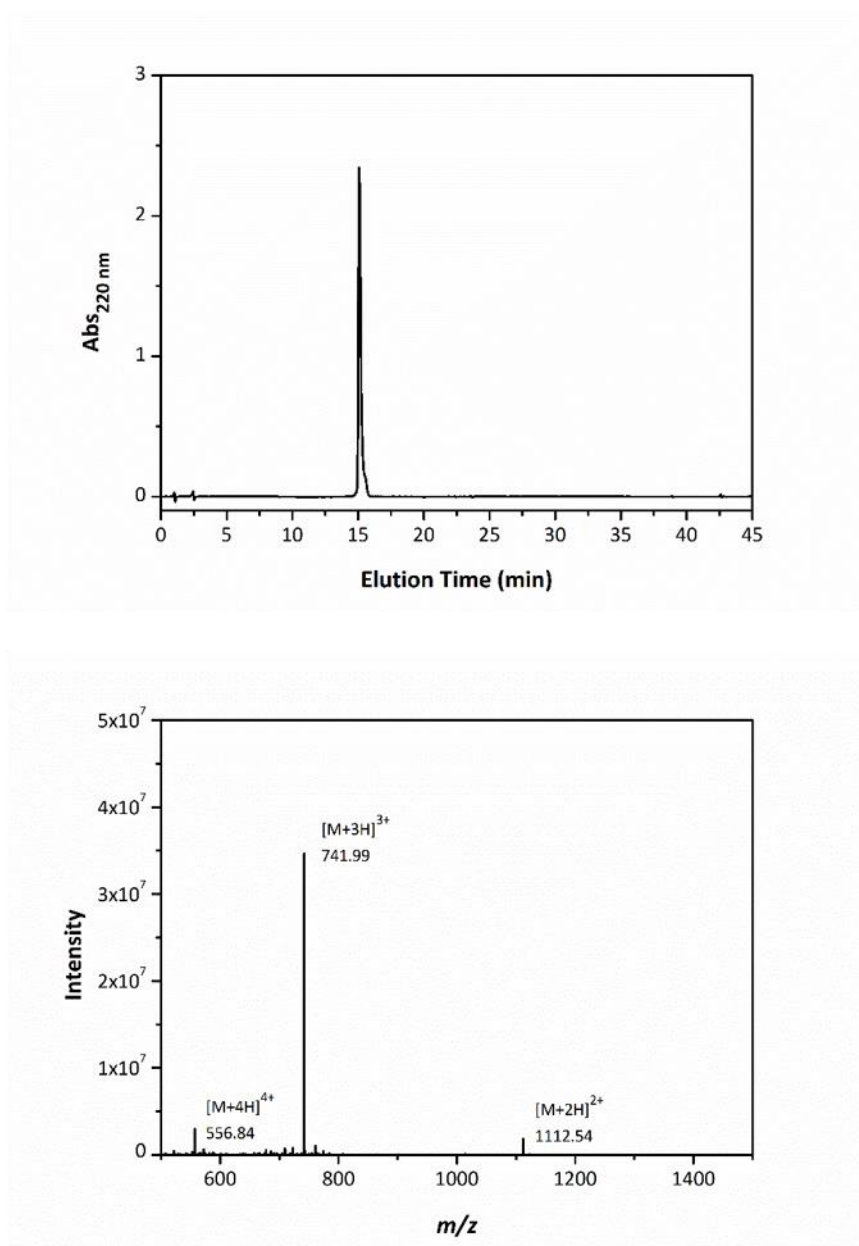 3
2
1
0
Abs220 nm
0 5 10 15 20 25 30 35 40 45
Elution Time (min)
5x10^7
4x10^7
3x10^7
2x10^7
1x10^7
0
Intensity
[M+3H]^3+
741.99
[M+4H]^4+
556.84
[M+2H]^2+
1112.54
600 800 1000 1200 1400
m/z